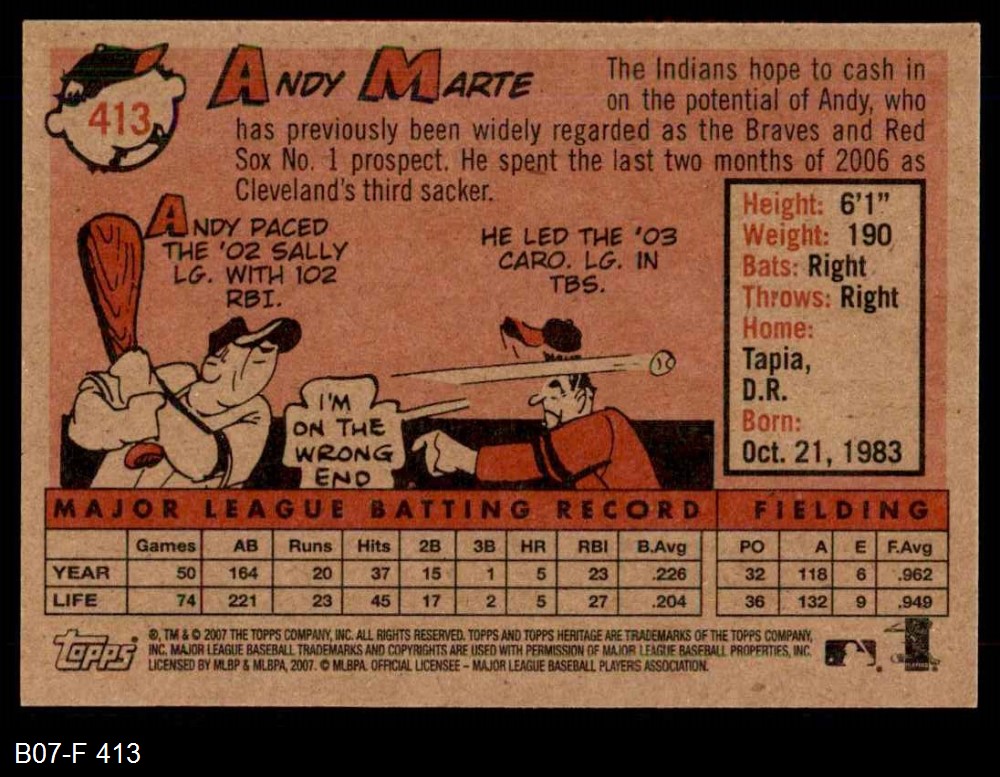 413
ANDY MARTE
The Indians hope to cash in
on the potential of Andy, who
has previously been widely regarded as the Braves and Red
Sox No. 1 prospect. He spent the last two months of 2006 as
Cleveland's third sacker.
ANDY PACED
THE '02 SALLY
LG. WITH 102
RBI.
HE LED THE '03
CARO. LG. IN
TBS.
I'M
ON THE
WRONG
END
Height: 6'1"
Weight: 190
Bats: Right
Throws: Right
Home:
Tapia,
D.R.
Born:
Oct. 21, 1983
MAJOR LEAGUE BATTING RECORD FIELDING
Games AB Runs Hits 2B 3B HR RBI B.Avg PO A E F.Avg
YEAR 50 164 20 37 15 1 5 23 .226 32 118 6 .962
LIFE 74 221 23 45 17 2 5 27 .204 36 132 9 .949
topps
®, TM & © 2007 THE TOPPS COMPANY, INC. ALL RIGHTS RESERVED. TOPPS AND TOPPS HERITAGE ARE TRADEMARKS OF THE TOPPS COMPANY,
INC. MAJOR LEAGUE BASEBALL TRADEMARKS AND COPYRIGHTS ARE USED WITH PERMISSION OF MAJOR LEAGUE BASEBALL PROPERTIES, INC.
LICENSED BY MLBP & MLBPA, 2007. © MLBPA. OFFICIAL LICENSEE – MAJOR LEAGUE BASEBALL PLAYERS ASSOCIATION.
B07-F 413